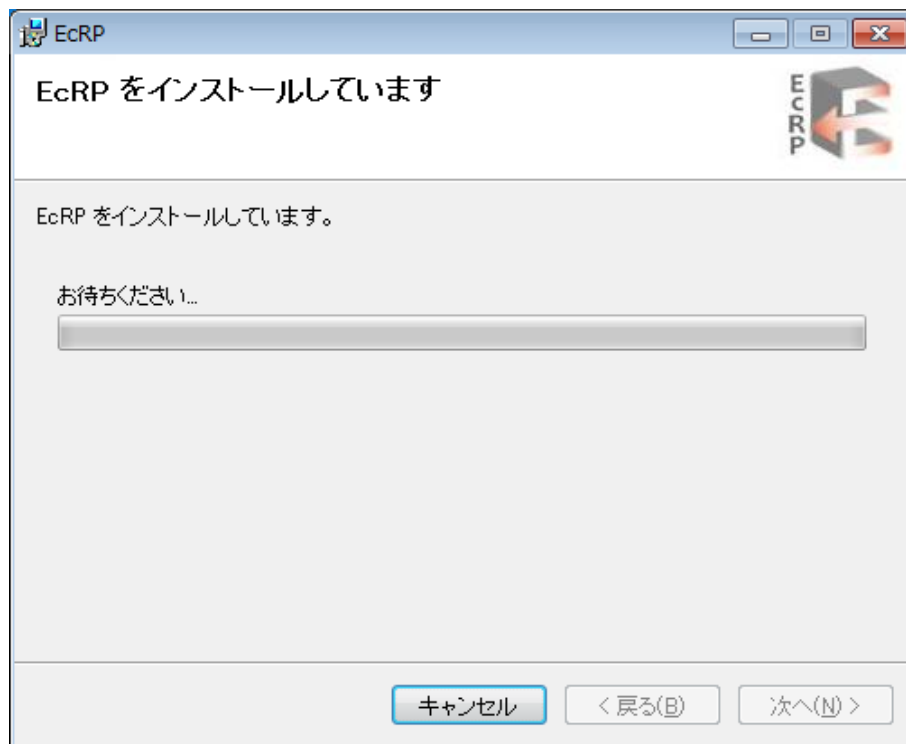 EcRP
EcRP をインストールしています
E
C
R
P
EcRP をインストールしています。
お待ちください...
キャンセル
< 戻る(B)
次へ(N) >